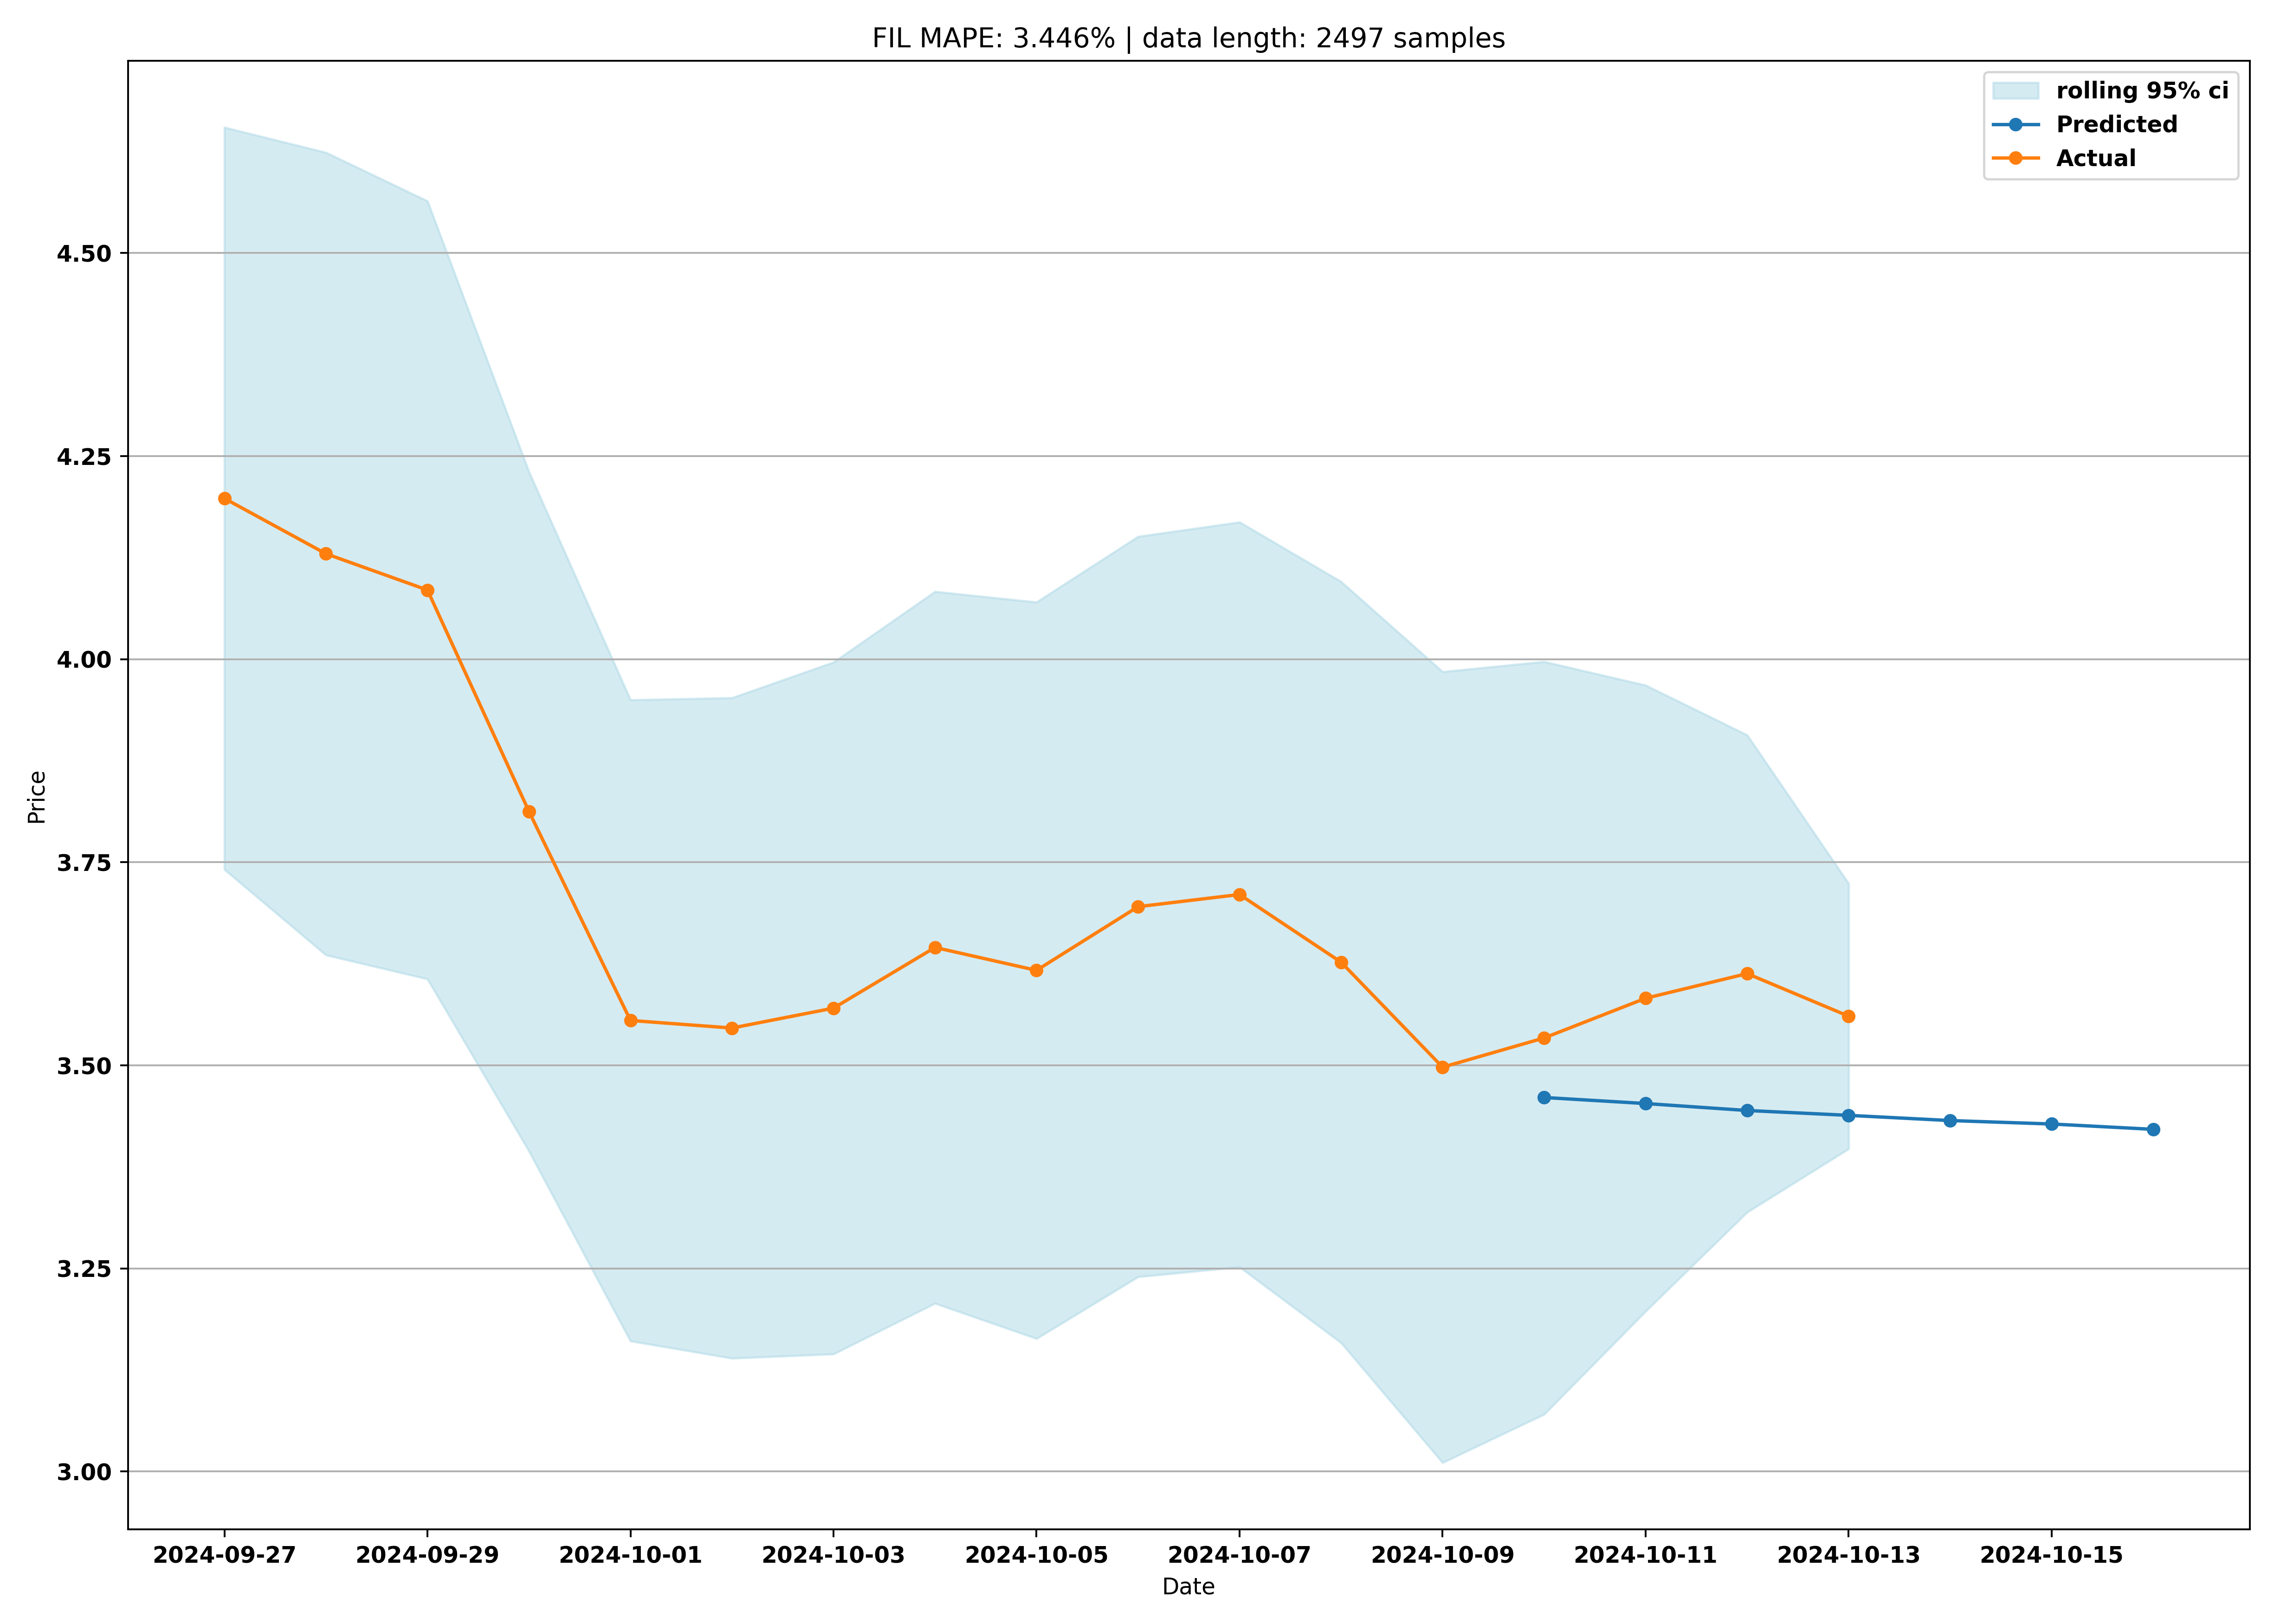 FIL MAPE: 3.446% | data length: 2497 samples
rolling 95% ci
Predicted
Actual
4.50
4.25
4.00
3.75
3.50
3.25
3.00
Price
2024-09-27 2024-09-29 2024-10-01 2024-10-03 2024-10-05 2024-10-07 2024-10-09 2024-10-11 2024-10-13 2024-10-15
Date